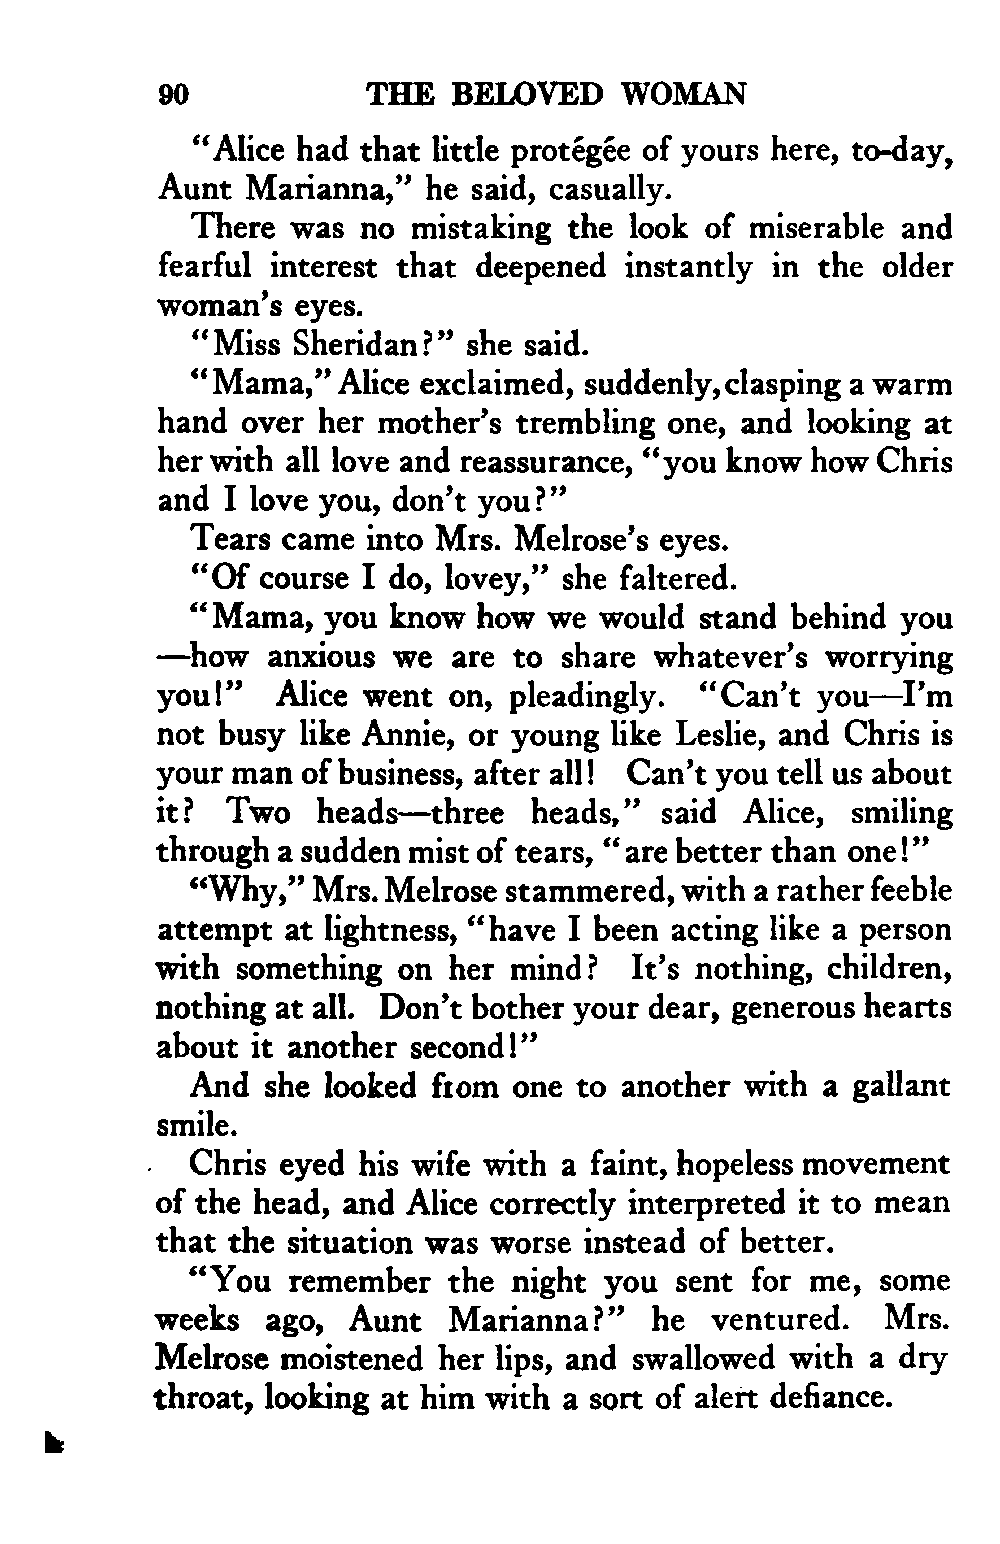 90 THE BELOVED WOMAN
“Alice had that little protégée of yours here, to-day,
Aunt Marianna,” he said, casually.
There was no mistaking the look of miserable and
fearful interest that deepened instantly in the older
woman’s eyes.
“Miss Sheridan?” she said.
“Mama,” Alice exclaimed, suddenly, clasping a warm
hand over her mother’s trembling one, and looking at
her with all love and reassurance, “you know how Chris
and I love you, don’t you?”
Tears came into Mrs. Melrose’s eyes.
“Of course I do, lovey,” she faltered.
“Mama, you know how we would stand behind you
—how anxious we are to share whatever’s worrying
you!” Alice went on, pleadingly. “Can’t you—I’m
not busy like Annie, or young like Leslie, and Chris is
your man of business, after all! Can’t you tell us about
it? Two heads—three heads,” said Alice, smiling
through a sudden mist of tears, “are better than one!”
“Why,” Mrs. Melrose stammered, with a rather feeble
attempt at lightness, “have I been acting like a person
with something on her mind? It’s nothing, children,
nothing at all. Don’t bother your dear, generous hearts
about it another second!”
And she looked from one to another with a gallant
smile.
Chris eyed his wife with a faint, hopeless movement
of the head, and Alice correctly interpreted it to mean
that the situation was worse instead of better.
“You remember the night you sent for me, some
weeks ago, Aunt Marianna?” he ventured. Mrs.
Melrose moistened her lips, and swallowed with a dry
throat, looking at him with a sort of alert defiance.